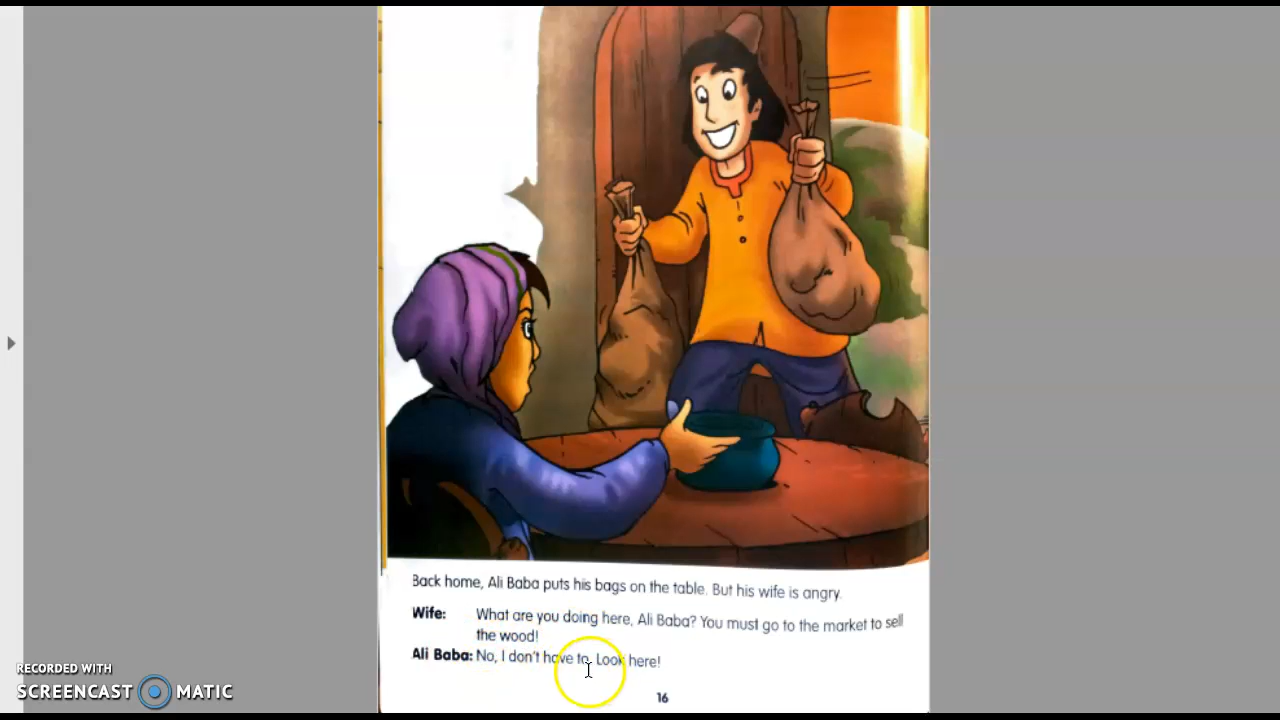 Back home, Ali Baba puts his bags on the table. But his wife is angry.
Wife: What are you doing here, Ali Baba? You must go to the market to sell
the wood!
Ali Baba: No, I don't have to. Look here!
16
RECORDED WITH
SCREENCAST MATIC